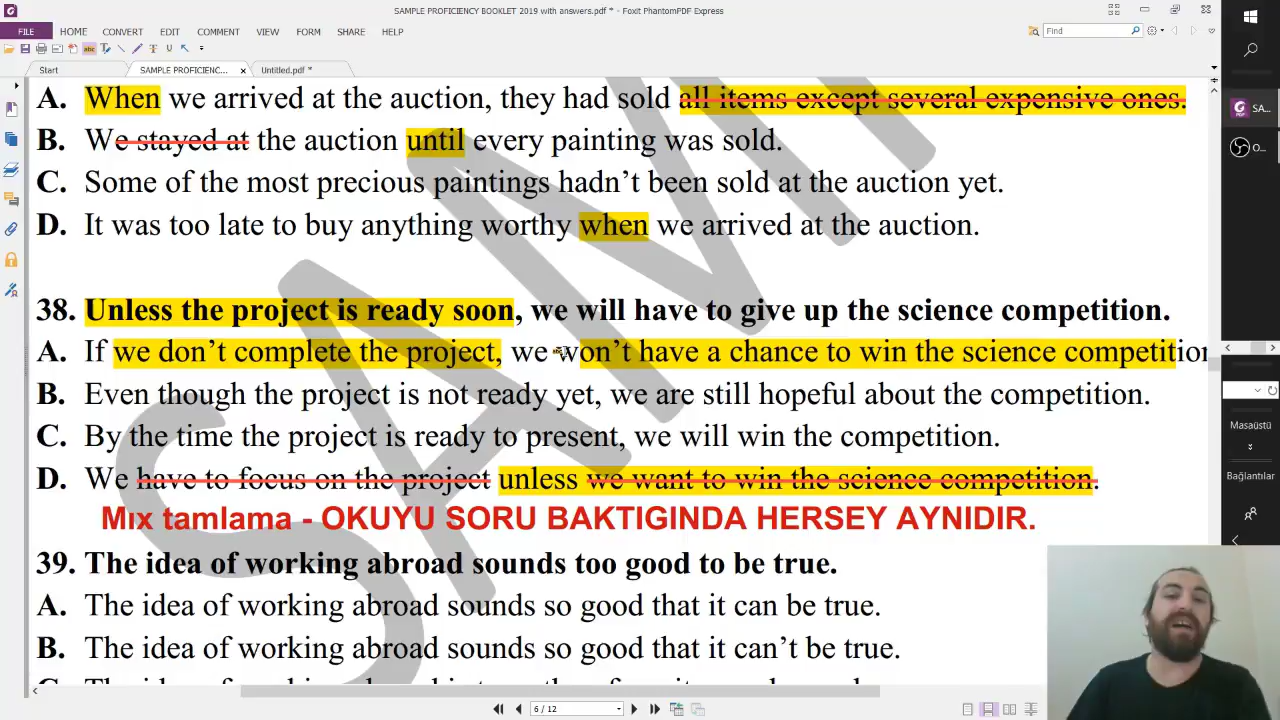 SAMPLE PROFICIENCY BOOKLET 2019 with answers.pdf * - Foxit PhantomPDF Express
FILE HOME CONVERT EDIT COMMENT VIEW FORM SHARE HELP
Find
Start SAMPLE PROFICIENC... Untitled.pdf *
A. When we arrived at the auction, they had sold all items except several expensive ones.
B. We stayed at the auction until every painting was sold.
C. Some of the most precious paintings hadn't been sold at the auction yet.
D. It was too late to buy anything worthy when we arrived at the auction.
38. Unless the project is ready soon, we will have to give up the science competition.
A. If we don't complete the project, we won't have a chance to win the science competition
B. Even though the project is not ready yet, we are still hopeful about the competition.
C. By the time the project is ready to present, we will win the competition.
D. We have to focus on the project unless we want to win the science competition.
Mıx tamlama - OKUYU SORU BAKTIGINDA HERSEY AYNIDIR.
39. The idea of working abroad sounds too good to be true.
A. The idea of working abroad sounds so good that it can be true.
B. The idea of working abroad sounds so good that it can't be true.
6 / 12
SA...
O...
Masaüstü
Bağlantılar
SAM